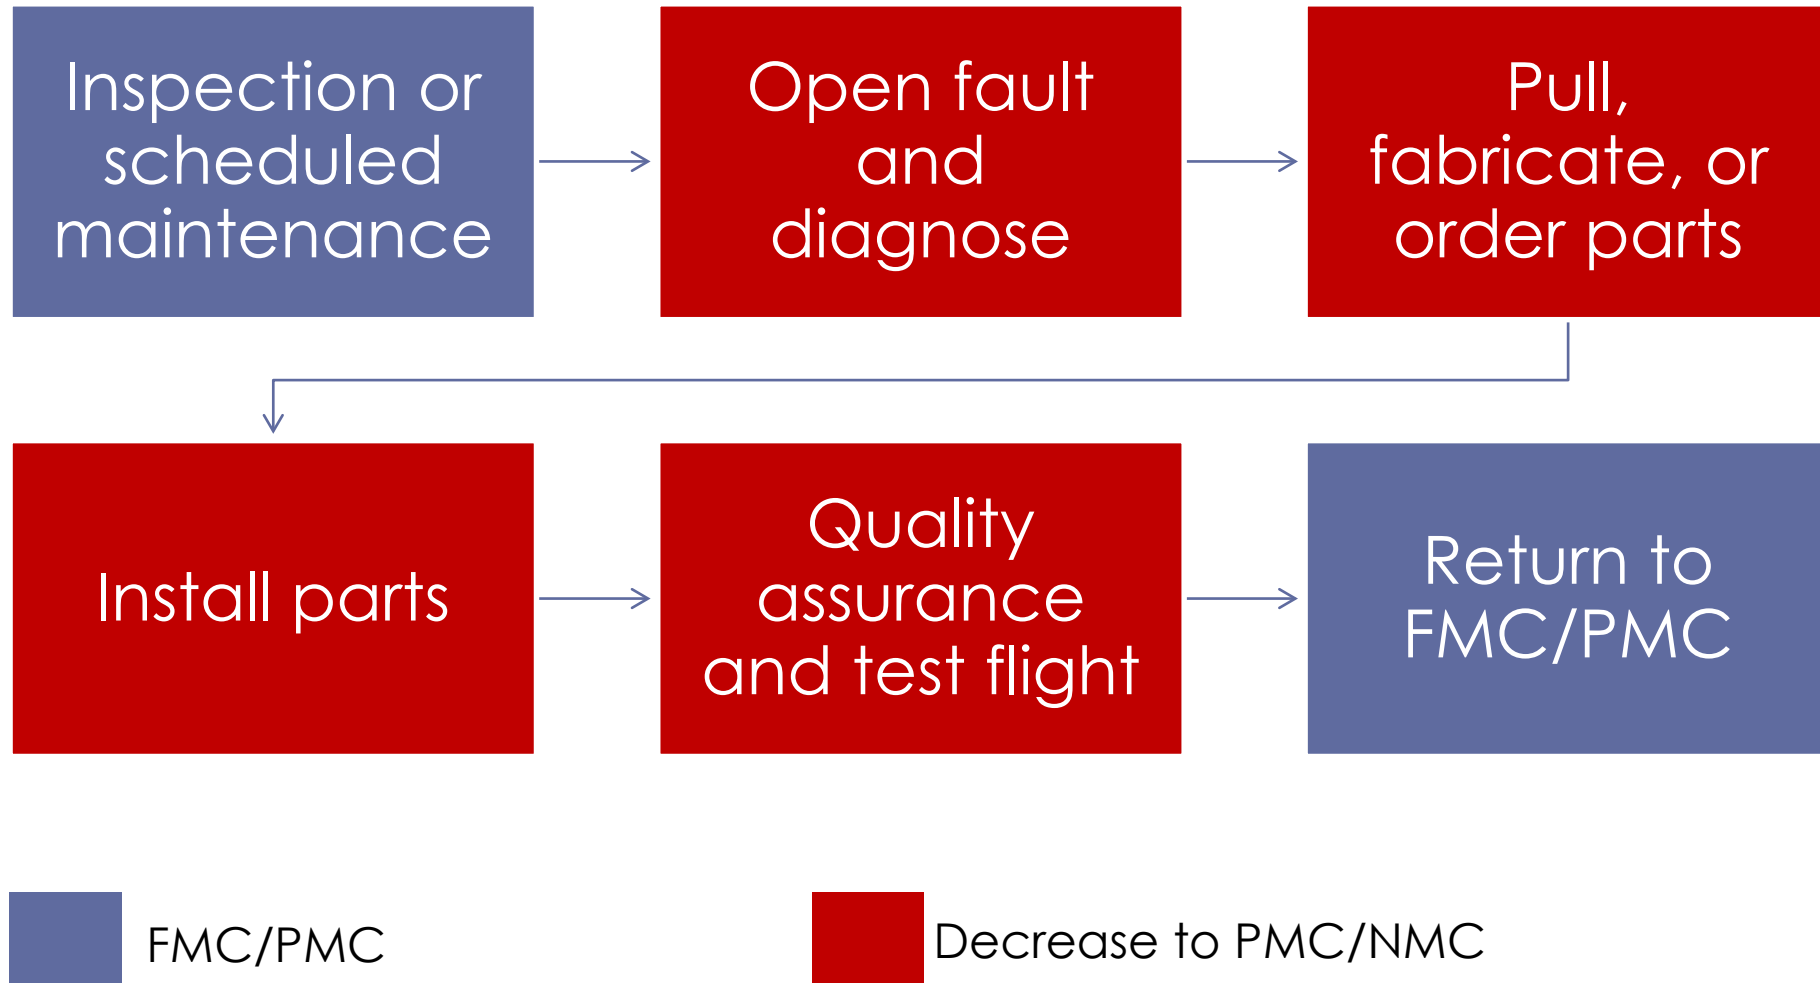 Inspection or
scheduled
maintenance
Open fault
and
diagnose
Pull,
fabricate, or
order parts
Install parts
Quality
assurance
and test flight
Return to
FMC/PMC
FMC/PMC
Decrease to PMC/NMC